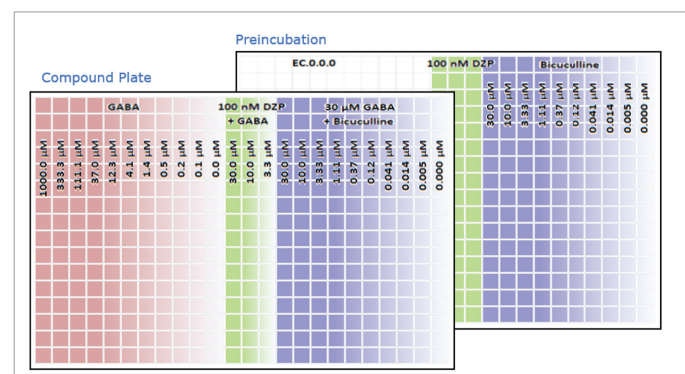 Preincubation
EC.0.0.0
100 nM DZP
Bicuculline
30.0 µM
10.0 µM
3.33 µM
1.11 µM
0.37 µM
0.12 µM
0.041 µM
0.014 µM
0.005 µM
0.000 µM
Compound Plate
GABA
100 nM DZP
+ GABA
30 µM GABA
+ Bicuculline
1000.0 µM
333.3 µM
111.1 µM
37.0 µM
12.3 µM
4.1 µM
1.4 µM
0.5 µM
0.2 µM
0.1 µM
0.0 µM
30.0 µM
10.0 µM
3.3 µM
30.0 µM
10.0 µM
3.33 µM
1.11 µM
0.37 µM
0.12 µM
0.041 µM
0.014 µM
0.005 µM
0.000 µM